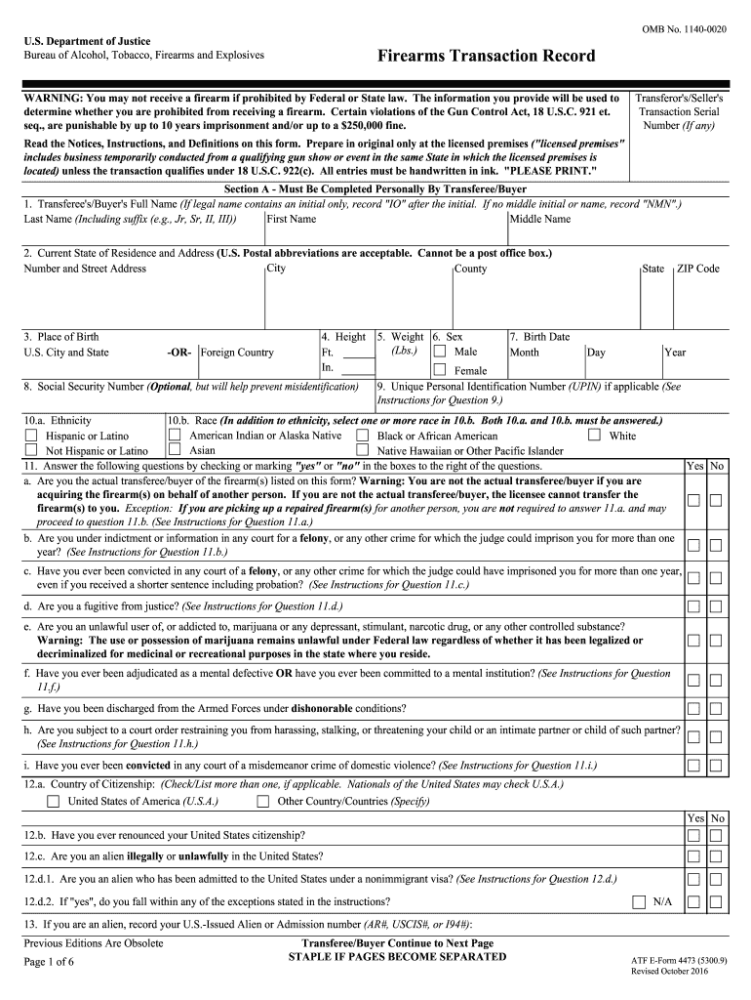 OMB No. 1140-0020
U.S. Department of Justice
Bureau of Alcohol, Tobacco, Firearms and Explosives
Firearms Transaction Record
WARNING: You may not receive a firearm if prohibited by Federal or State law. The information you provide will be used to
determine whether you are prohibited from receiving a firearm. Certain violations of the Gun Control Act, 18 U.S.C. 921 et.
seq., are punishable by up to 10 years imprisonment and/or up to a $250,000 fine.
Transferor's/Seller's
Transaction Serial
Number (If any)
Read the Notices, Instructions, and Definitions on this form. Prepare in original only at the licensed premises ("licensed premises"
includes business temporarily conducted from a qualifying gun show or event in the same State in which the licensed premises is
located) unless the transaction qualifies under 18 U.S.C. 922(c). All entries must be handwritten in ink. "PLEASE PRINT."
Section A - Must Be Completed Personally By Transferee/Buyer
1. Transferee's/Buyer's Full Name (If legal name contains an initial only, record "IO" after the initial. If no middle initial or name, record "NMN".)
Last Name (Including suffix (e.g., Jr, Sr, II, III)) First Name Middle Name
2. Current State of Residence and Address (U.S. Postal abbreviations are acceptable. Cannot be a post office box.)
Number and Street Address City County State ZIP Code
3. Place of Birth 4. Height 5. Weight 6. Sex 7. Birth Date
U.S. City and State -OR- Foreign Country Ft. (Lbs.) Male Month Day Year
In. Female
8. Social Security Number (Optional, but will help prevent misidentification)
9. Unique Personal Identification Number (UPIN) if applicable (See
Instructions for Question 9.)
10.a. Ethnicity 10.b. Race (In addition to ethnicity, select one or more race in 10.b. Both 10.a. and 10.b. must be answered.)
Hispanic or Latino American Indian or Alaska Native Black or African American White
Not Hispanic or Latino Asian Native Hawaiian or Other Pacific Islander
11. Answer the following questions by checking or marking "yes" or "no" in the boxes to the right of the questions. Yes No
a. Are you the actual transferee/buyer of the firearm(s) listed on this form? Warning: You are not the actual transferee/buyer if you are
acquiring the firearm(s) on behalf of another person. If you are not the actual transferee/buyer, the licensee cannot transfer the
firearm(s) to you. Exception: If you are picking up a repaired firearm(s) for another person, you are not required to answer 11.a. and may
proceed to question 11.b. (See Instructions for Question 11.a.)
b. Are you under indictment or information in any court for a felony, or any other crime for which the judge could imprison you for more than one
year? (See Instructions for Question 11.b.)
c. Have you ever been convicted in any court of a felony, or any other crime for which the judge could have imprisoned you for more than one year,
even if you received a shorter sentence including probation? (See Instructions for Question 11.c.)
d. Are you a fugitive from justice? (See Instructions for Question 11.d.)
e. Are you an unlawful user of, or addicted to, marijuana or any depressant, stimulant, narcotic drug, or any other controlled substance?
Warning: The use or possession of marijuana remains unlawful under Federal law regardless of whether it has been legalized or
decriminalized for medicinal or recreational purposes in the state where you reside.
f. Have you ever been adjudicated as a mental defective OR have you ever been committed to a mental institution? (See Instructions for Question
11.f.)
g. Have you been discharged from the Armed Forces under dishonorable conditions?
h. Are you subject to a court order restraining you from harassing, stalking, or threatening your child or an intimate partner or child of such partner?
(See Instructions for Question 11.h.)
i. Have you ever been convicted in any court of a misdemeanor crime of domestic violence? (See Instructions for Question 11.i.)
12.a. Country of Citizenship: (Check/List more than one, if applicable. Nationals of the United States may check U.S.A.)
United States of America (U.S.A.) Other Country/Countries (Specify)
Yes No
12.b. Have you ever renounced your United States citizenship?
12.c. Are you an alien illegally or unlawfully in the United States?
12.d.1. Are you an alien who has been admitted to the United States under a nonimmigrant visa? (See Instructions for Question 12.d.)
12.d.2. If "yes", do you fall within any of the exceptions stated in the instructions? N/A
13. If you are an alien, record your U.S.-Issued Alien or Admission number (AR#, USCIS#, or I94#):
Previous Editions Are Obsolete
Page 1 of 6
Transferee/Buyer Continue to Next Page
STAPLE IF PAGES BECOME SEPARATED
ATF E-Form 4473 (5300.9)
Revised October 2016